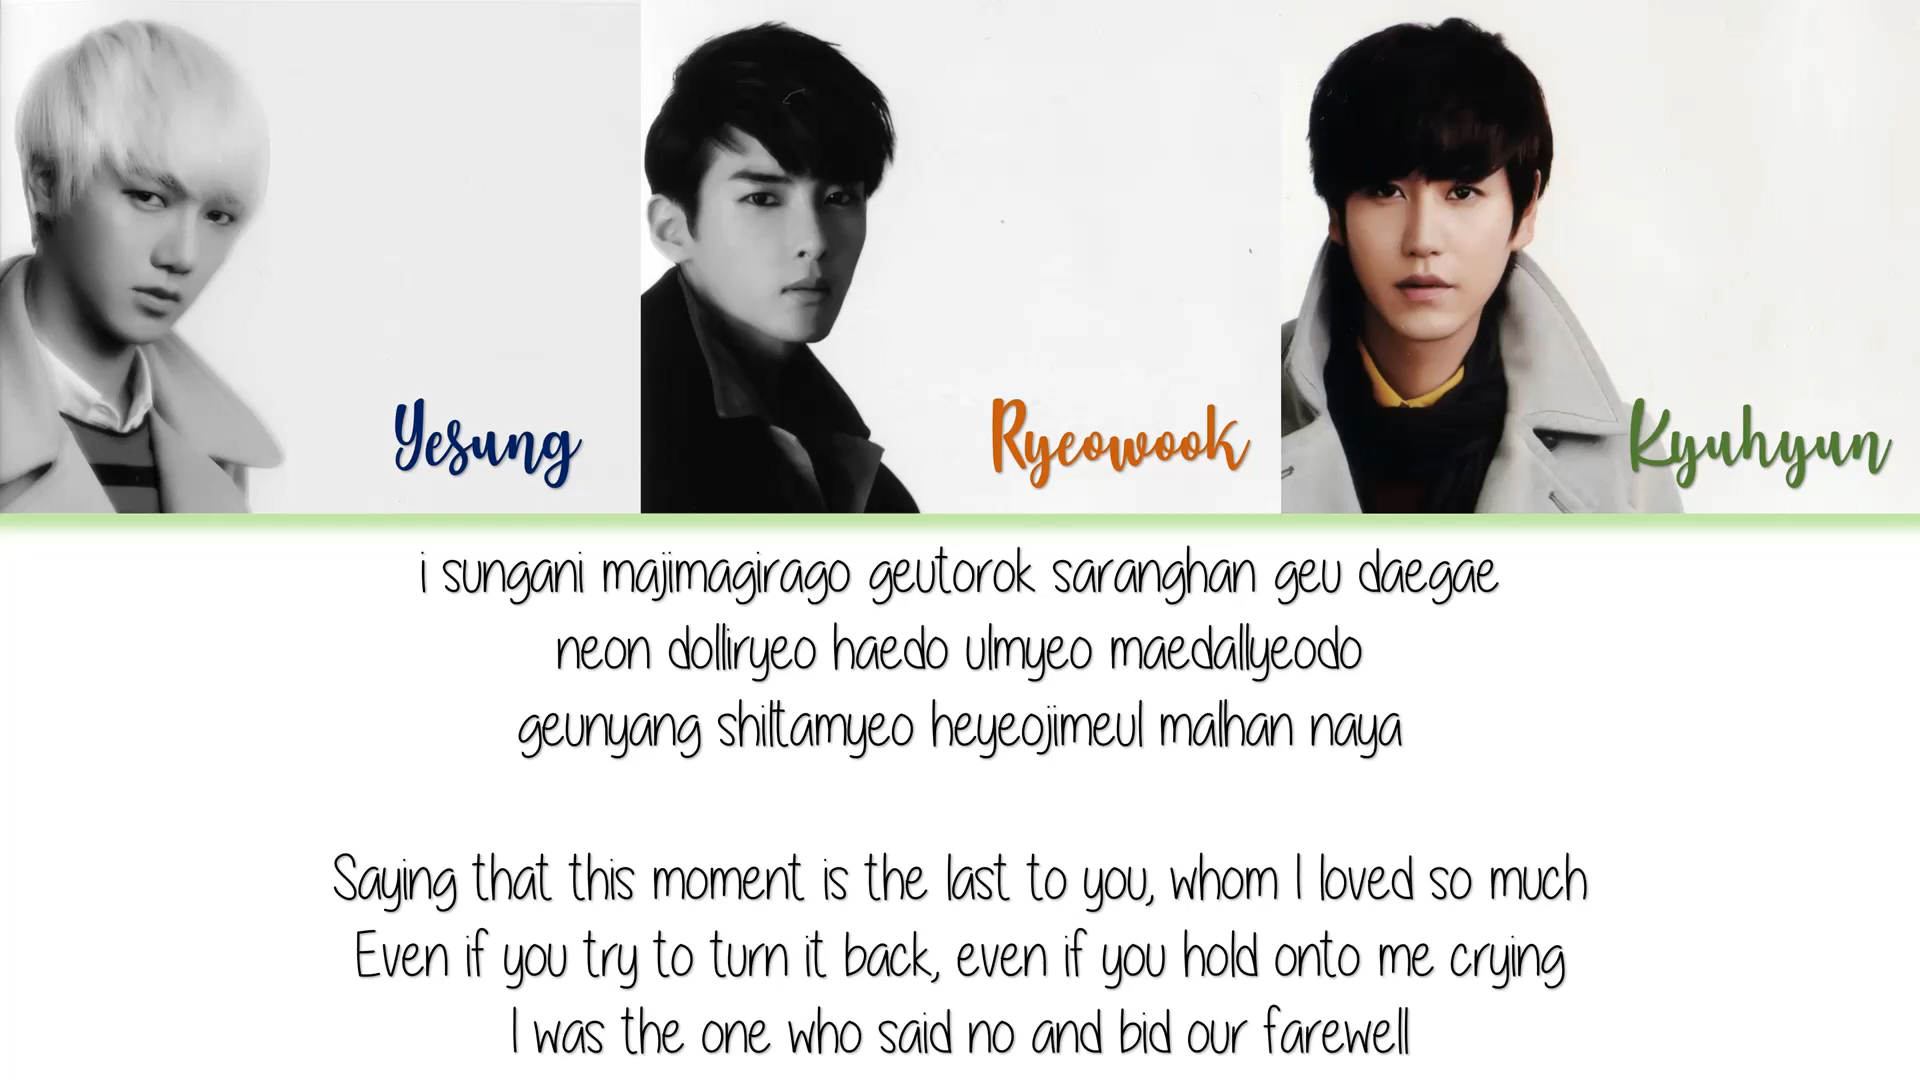 Yesung
Ryeowook
Kyuhyun
i sungani majimagirago geutorok saranghan geu daegae
neon dolliryeo haedo ulmyeo maedallyeodo
geunyang shiltamyeo heyeojimeul malhan naya
Saying that this moment is the last to you, whom I loved so much
Even if you try to turn it back, even if you hold onto me crying
I was the one who said no and bid our farewell